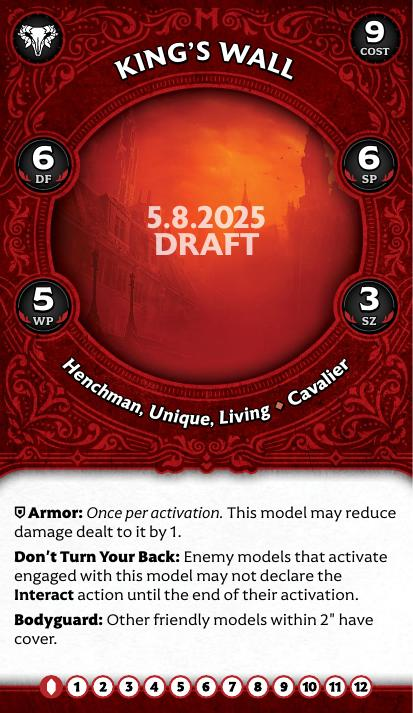 KING'S WALL
9
COST
6
DF
6
SP
5.8.2025
DRAFT
5
WP
3
SZ
Henchman, Unique, Living ♦ Cavalier
Armor: Once per activation. This model may reduce
damage dealt to it by 1.
Don't Turn Your Back: Enemy models that activate
engaged with this model may not declare the
Interact action until the end of their activation.
Bodyguard: Other friendly models within 2" have
cover.
1 2 3 4 5 6 7 8 9 10 11 12